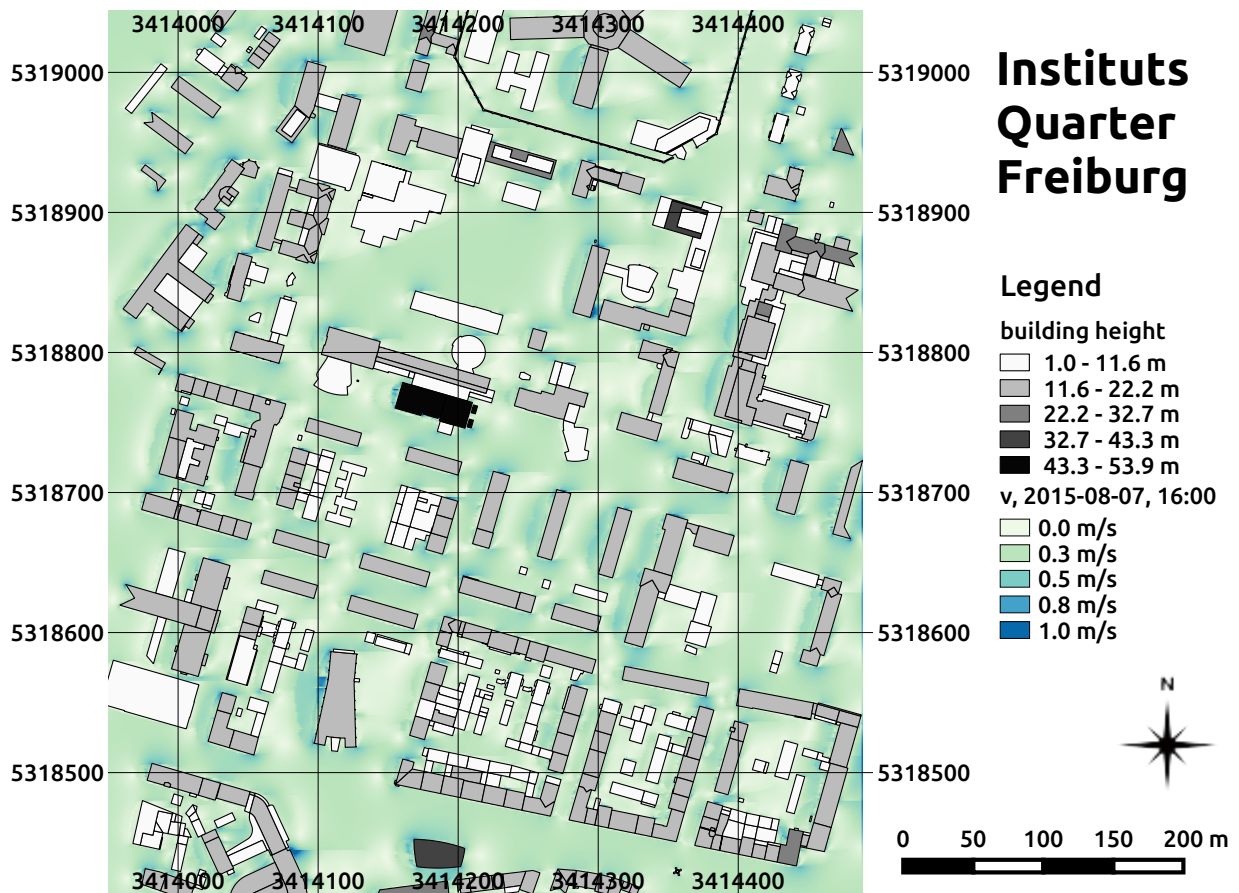 3414000 3414100 3414200 3414300 3414400
5319000 5319000
5318900 5318900
5318800 5318800
5318700 5318700
5318600 5318600
5318500 5318500
3414000 3414100 3414200 3414300 3414400
Instituts
Quarter
Freiburg
Legend
building height
1.0 - 11.6 m
11.6 - 22.2 m
22.2 - 32.7 m
32.7 - 43.3 m
43.3 - 53.9 m
v, 2015-08-07, 16:00
0.0 m/s
0.3 m/s
0.5 m/s
0.8 m/s
1.0 m/s
N
0 50 100 150 200 m